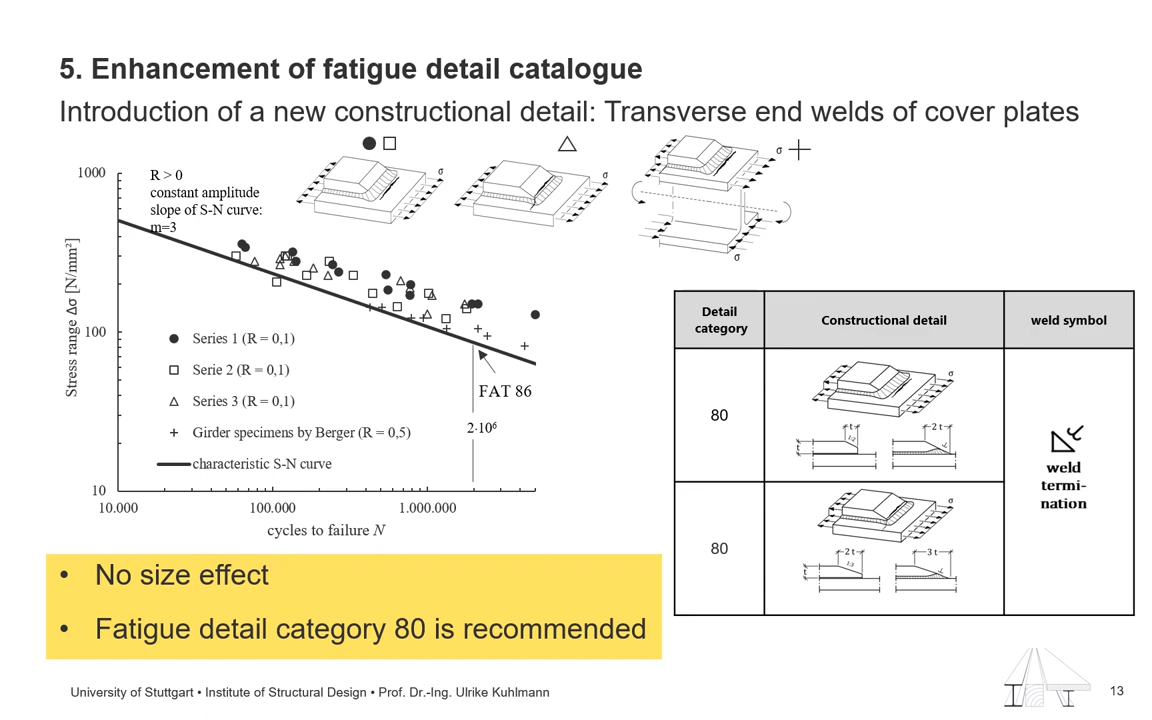 5. Enhancement of fatigue detail catalogue
Introduction of a new constructional detail: Transverse end welds of cover plates
R > 0
constant amplitude
slope of S-N curve:
m=3
σ
σ
σ
σ
1000
100
10
Stress range Δσ [N/mm²]
Series 1 (R = 0,1)
Serie 2 (R = 0,1)
Series 3 (R = 0,1)
Girder specimens by Berger (R = 0,5)
characteristic S-N curve
FAT 86
2·10⁶
10.000
100.000
1.000.000
cycles to failure N
Detail category
Constructional detail
weld symbol
80
σ
t
t
1:2
2 t
80
σ
2 t
t
1:3
3 t
weld
termi-
nation
• No size effect
• Fatigue detail category 80 is recommended
University of Stuttgart • Institute of Structural Design • Prof. Dr.-Ing. Ulrike Kuhlmann
13